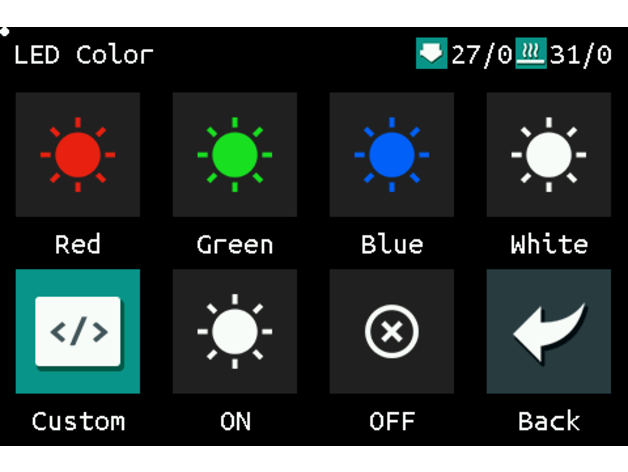 LED Color 27/0 31/0
Red Green Blue White
</>
Custom ON OFF Back